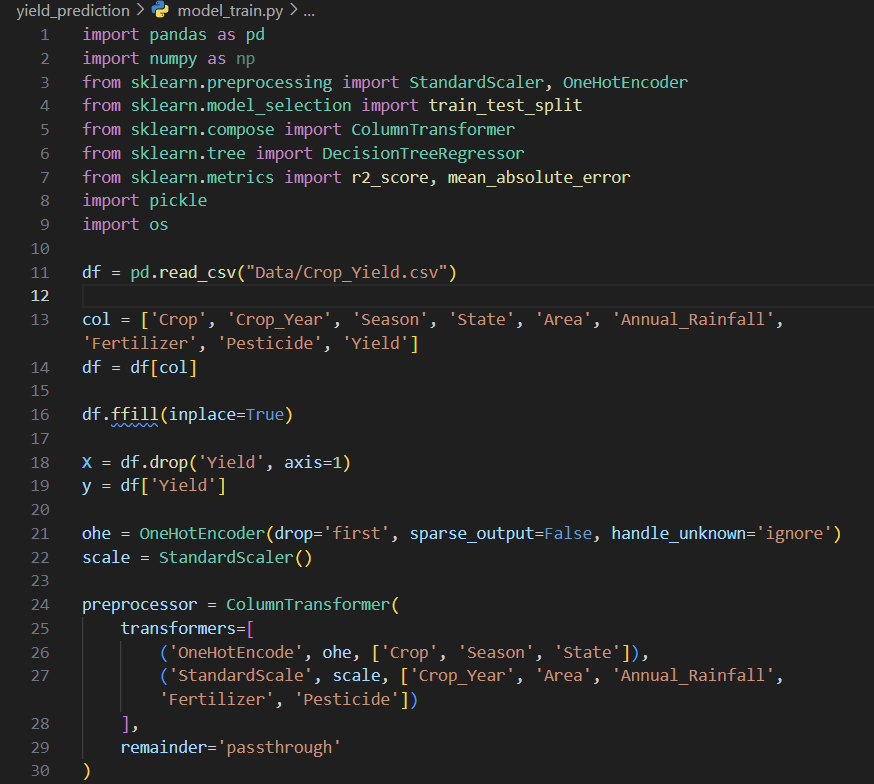 yield_prediction > model_train.py > ...
1 import pandas as pd
2 import numpy as np
3 from sklearn.preprocessing import StandardScaler, OneHotEncoder
4 from sklearn.model_selection import train_test_split
5 from sklearn.compose import ColumnTransformer
6 from sklearn.tree import DecisionTreeRegressor
7 from sklearn.metrics import r2_score, mean_absolute_error
8 import pickle
9 import os
10
11 df = pd.read_csv("Data/Crop_Yield.csv")
12
13 col = ['Crop', 'Crop_Year', 'Season', 'State', 'Area', 'Annual_Rainfall',
'Fertilizer', 'Pesticide', 'Yield']
14 df = df[col]
15
16 df.ffill(inplace=True)
17
18 X = df.drop('Yield', axis=1)
19 y = df['Yield']
20
21 ohe = OneHotEncoder(drop='first', sparse_output=False, handle_unknown='ignore')
22 scale = StandardScaler()
23
24 preprocessor = ColumnTransformer(
25     transformers=[
26         ('OneHotEncode', ohe, ['Crop', 'Season', 'State']),
27         ('StandardScale', scale, ['Crop_Year', 'Area', 'Annual_Rainfall',
        'Fertilizer', 'Pesticide'])
28     ],
29     remainder='passthrough'
30 )